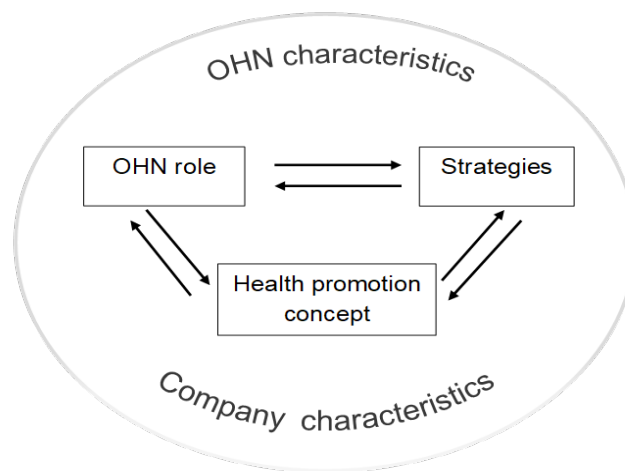 OHN characteristics
OHN role
Strategies
Health promotion
concept
Company characteristics